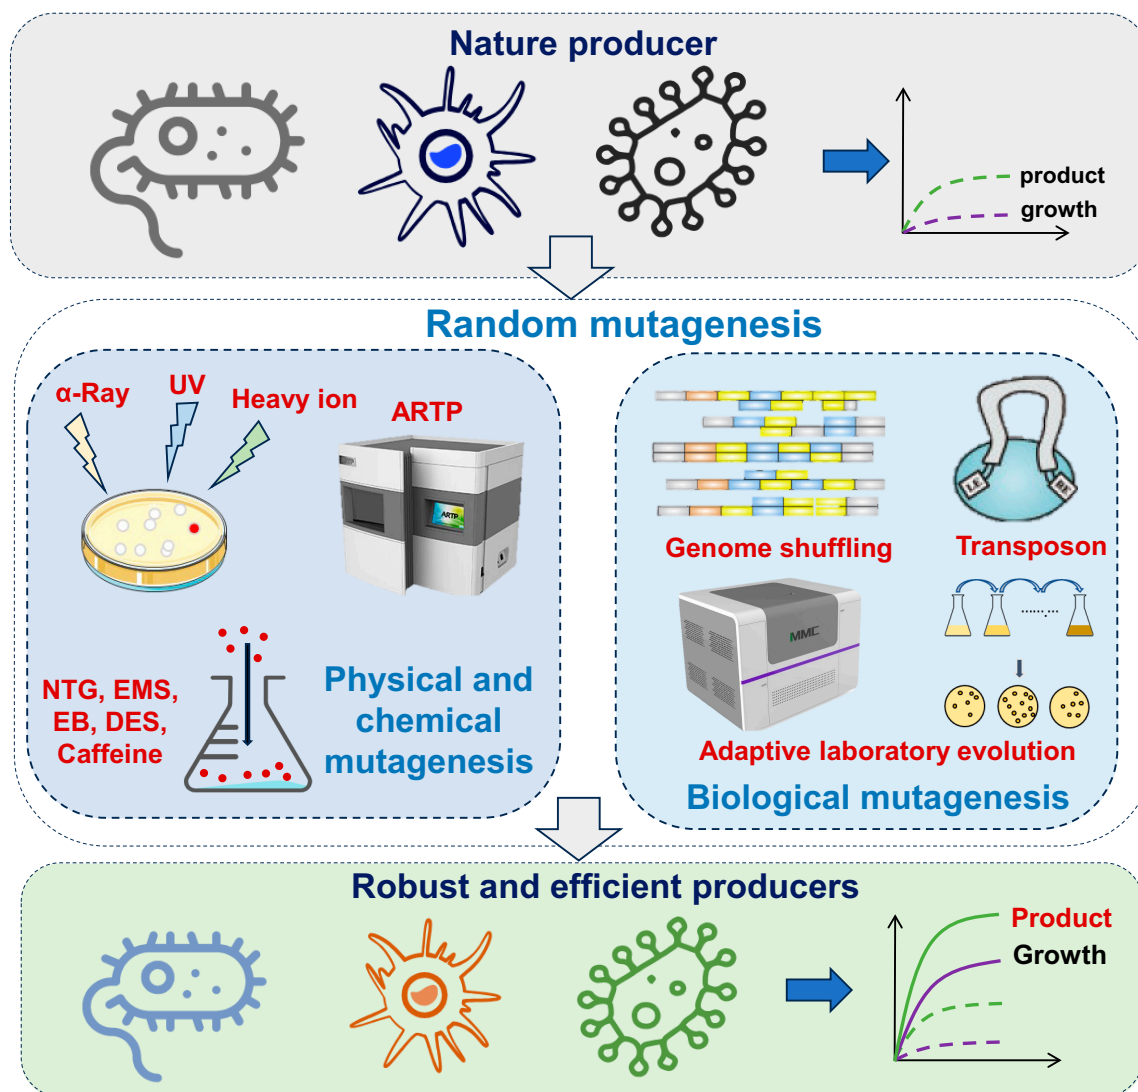 Nature producer
product
growth
Random mutagenesis
α-Ray
UV
Heavy ion
ARTP
ARTP
NTG, EMS,
EB, DES,
Caffeine
Physical and
chemical
mutagenesis
LE
RE
Genome shuffling
Transposon
MMC
.......
Adaptive laboratory evolution
Biological mutagenesis
Robust and efficient producers
Product
Growth